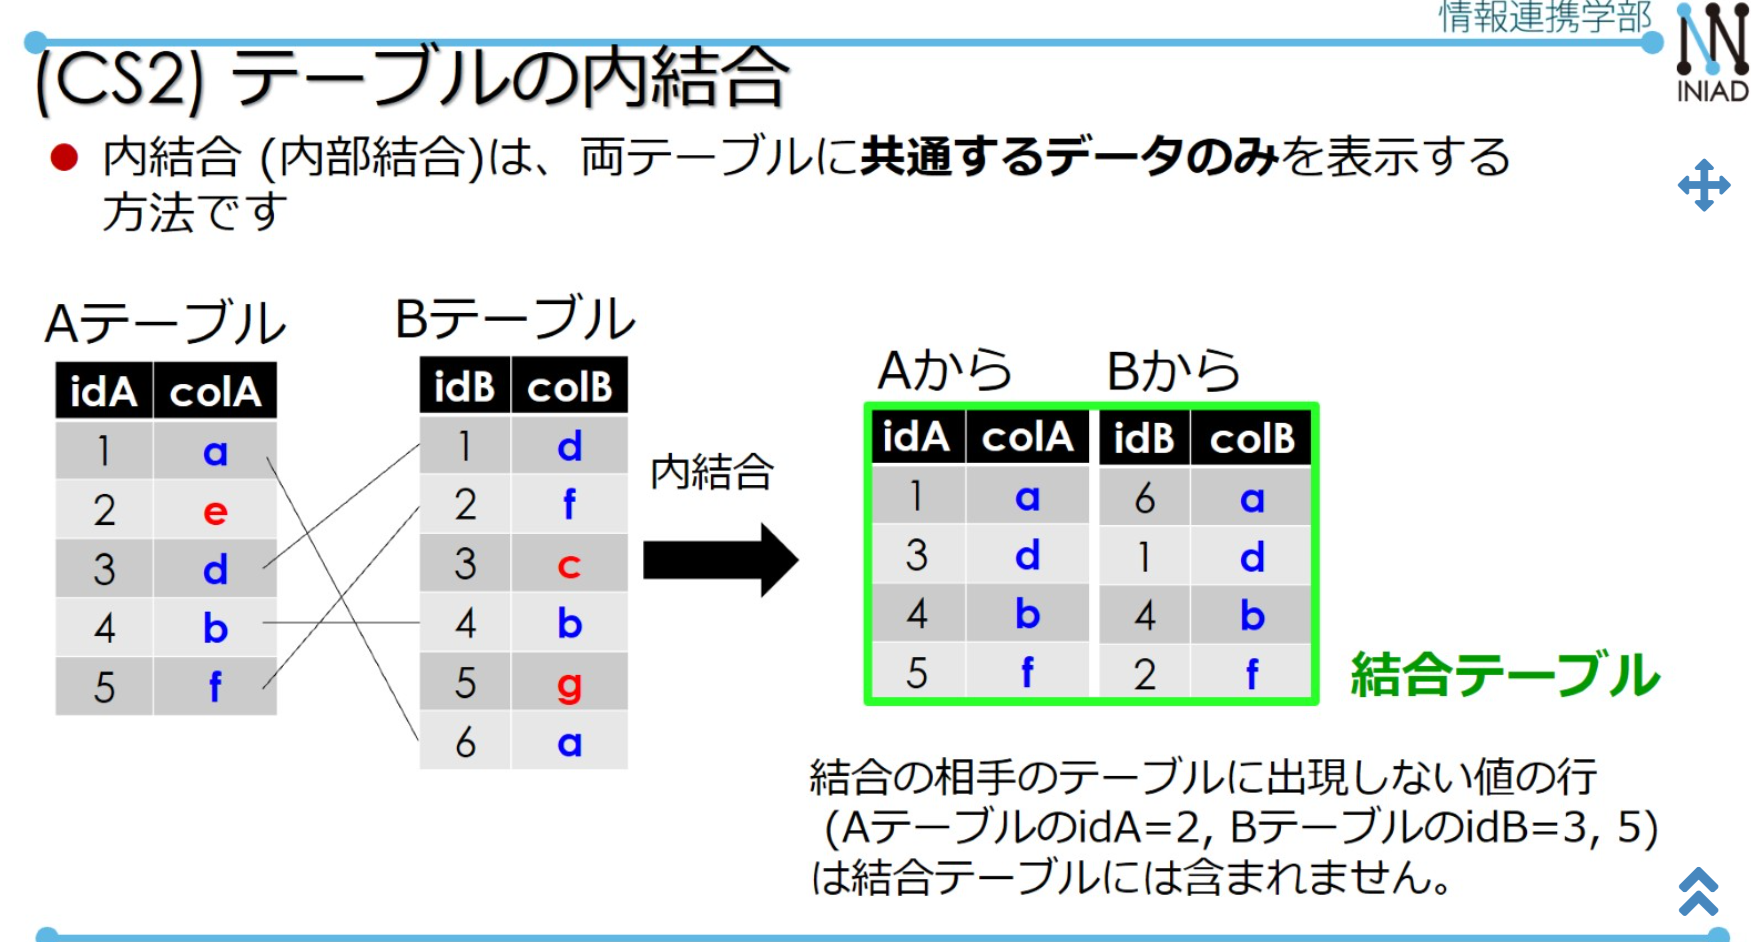 情報連携学部
INIAD
(CS2) テーブルの内結合
内結合 (内部結合)は、両テーブルに共通するデータのみを表示する
方法です
Aテーブル
idA colA
1 a
2 e
3 d
4 b
5 f
Bテーブル
idB colB
1 d
2 f
3 c
4 b
5 g
6 a
内結合
Aから Bから
idA colA idB colB
1 a 6 a
3 d 1 d
4 b 4 b
5 f 2 f
結合テーブル
結合の相手のテーブルに出現しない値の行
(AテーブルのidA=2, BテーブルのidB=3, 5)
は結合テーブルには含まれません。